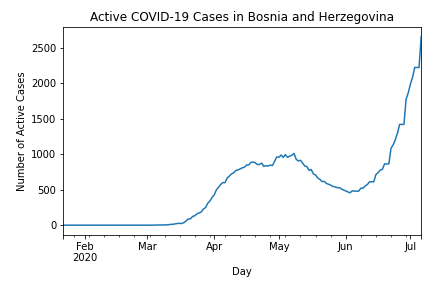 Active COVID-19 Cases in Bosnia and Herzegovina
Number of Active Cases
2500
2000
1500
1000
500
0
Feb
2020
Mar
Apr
May
Jun
Jul
Day